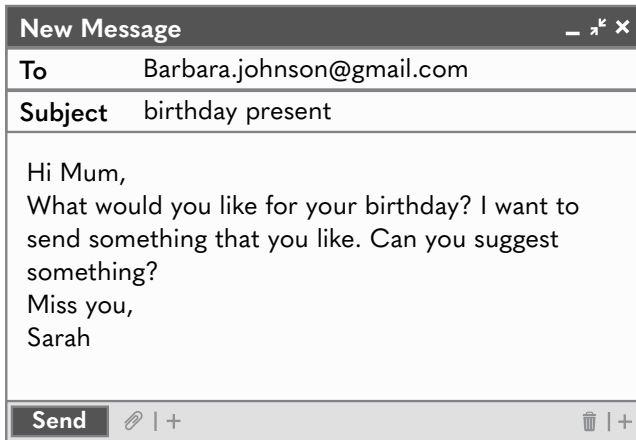 New Message
To Barbara.johnson@gmail.com
Subject birthday present
Hi Mum,
What would you like for your birthday? I want to
send something that you like. Can you suggest
something?
Miss you,
Sarah
Send